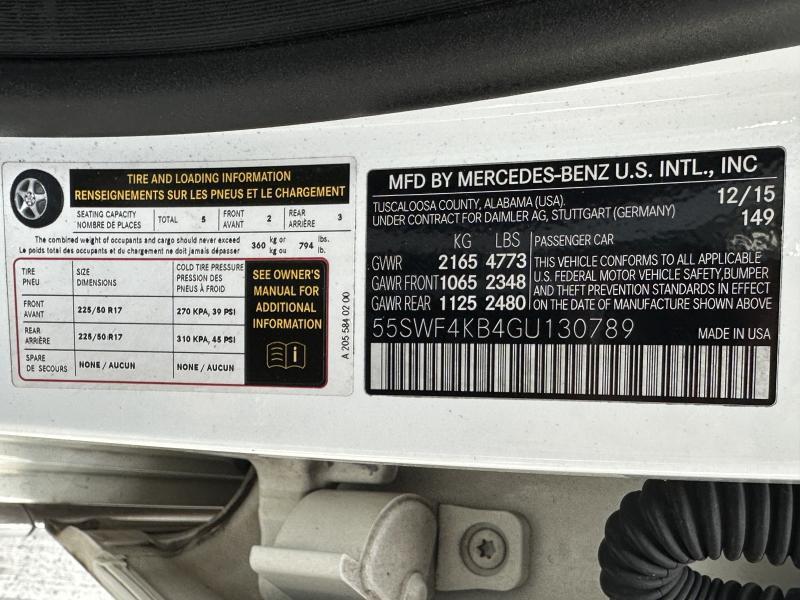 TIRE AND LOADING INFORMATION
RENSEIGNEMENTS SUR LES PNEUS ET LE CHARGEMENT
SEATING CAPACITY
NOMBRE DE PLACES
TOTAL 5
FRONT
AVANT
2
REAR
ARRIÈRE
3
The combined weight of occupants and cargo should never exceed
Le poids total des occupants et du chargement ne doit jamais dépasser
360 kg or
kg ou
794 lbs.
lb.
TIRE
PNEU
SIZE
DIMENSIONS
COLD TIRE PRESSURE
PRESSION DES
PNEUS À FROID
FRONT
AVANT
225/50 R17
270 KPA, 39 PSI
REAR
ARRIÈRE
225/50 R17
310 KPA, 45 PSI
SPARE
DE SECOURS
NONE / AUCUN
NONE / AUCUN
SEE OWNER'S
MANUAL FOR
ADDITIONAL
INFORMATION
A 205 584 02 00
MFD BY MERCEDES-BENZ U.S. INTL., INC
TUSCALOOSA COUNTY, ALABAMA (USA). 12/15
UNDER CONTRACT FOR DAIMLER AG, STUTTGART (GERMANY) 149
KG LBS
GVWR 2165 4773
GAWR FRONT 1065 2348
GAWR REAR 1125 2480
PASSENGER CAR
THIS VEHICLE CONFORMS TO ALL APPLICABLE
U.S. FEDERAL MOTOR VEHICLE SAFETY, BUMPER
AND THEFT PREVENTION STANDARDS IN EFFECT
ON THE DATE OF MANUFACTURE SHOWN ABOVE
55SWF4KB4GU130789
MADE IN USA